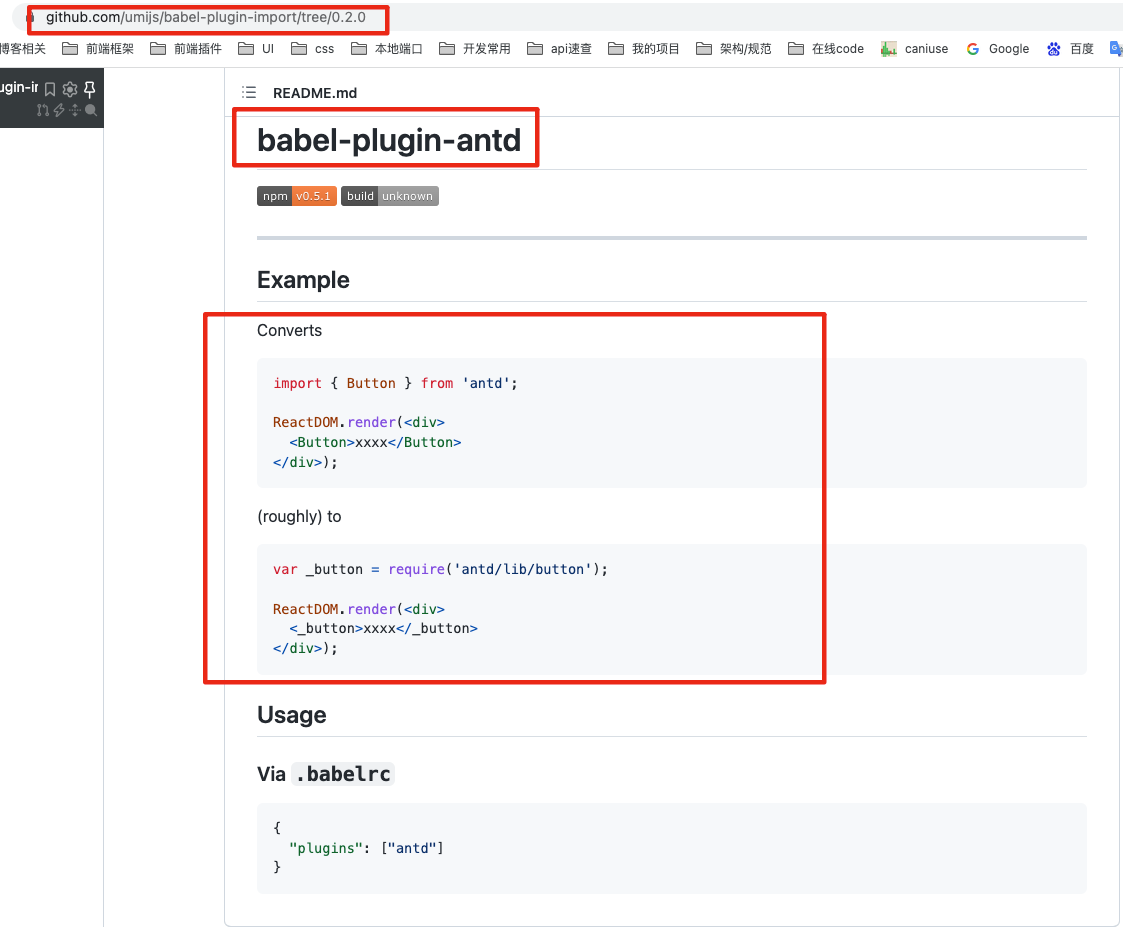 github.com/umijs/babel-plugin-import/tree/0.2.0
博客相关 前端框架 前端插件 UI css 本地端口 开发常用 api速查 我的项目 架构/规范 在线code caniuse Google 百度
ugin-ir
README.md
babel-plugin-antd
npm v0.5.1 build unknown
Example
Converts
import { Button } from 'antd';
ReactDOM.render(<div>
  <Button>xxxx</Button>
</div>);
(roughly) to
var _button = require('antd/lib/button');
ReactDOM.render(<div>
  <_button>xxxx</_button>
</div>);
Usage
Via .babelrc
{
  "plugins": ["antd"]
}